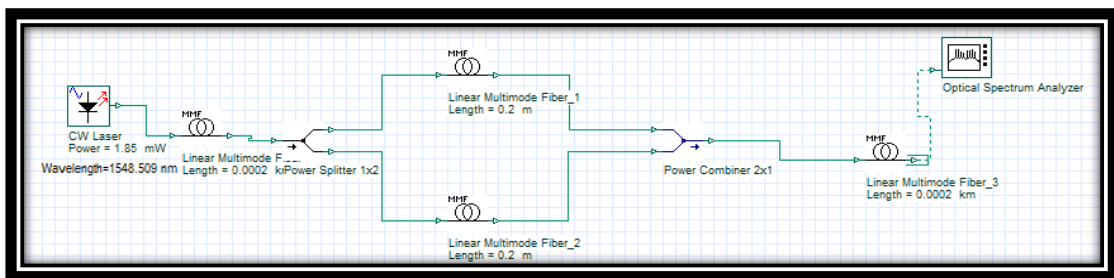 MMF
Linear Multimode Fiber_1
Length = 0.2 m
Optical Spectrum Analyzer
CW Laser
Power = 1.85 mW
Wavelength=1548.509 nm
MMF
Linear Multimode
Length = 0.0002
Power Splitter 1x2
Power Combiner 2x1
MMF
Linear Multimode Fiber_3
Length = 0.0002 km
MMF
Linear Multimode Fiber_2
Length = 0.2 m